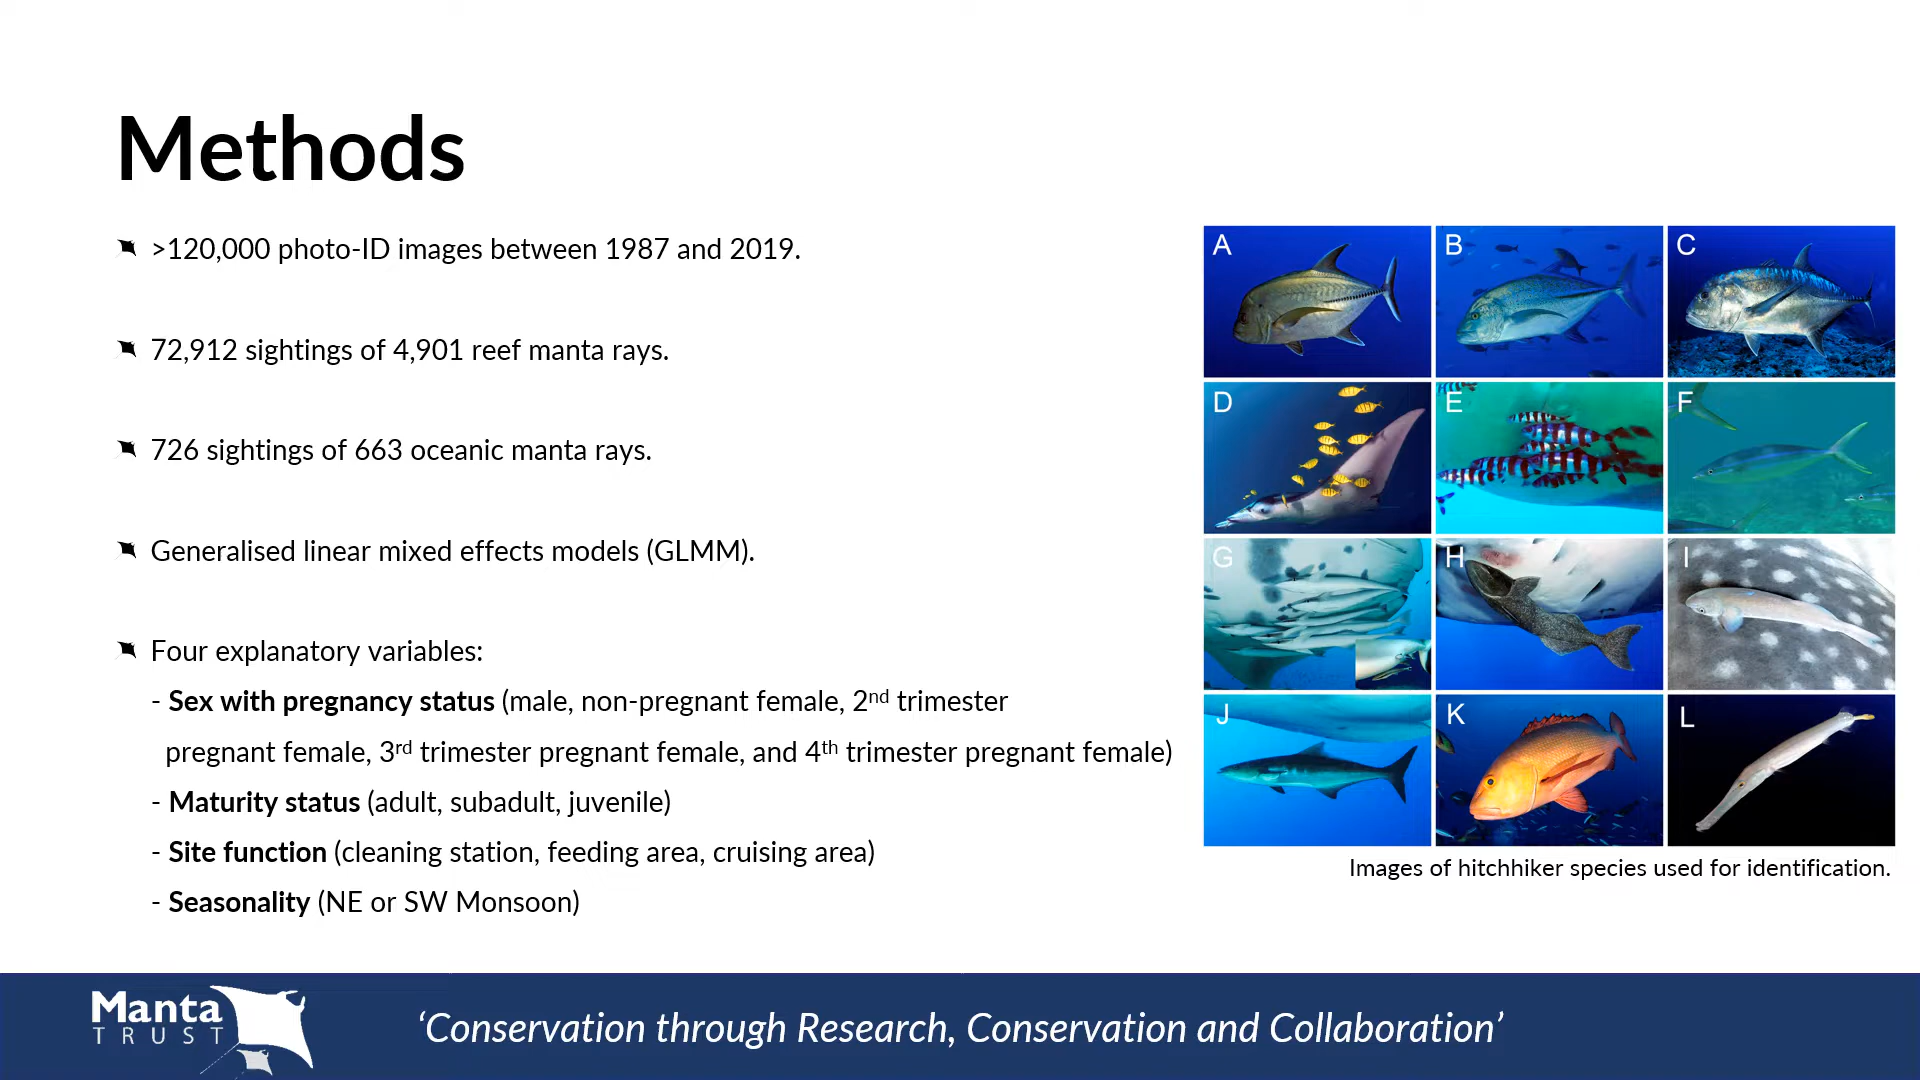 Methods
>120,000 photo-ID images between 1987 and 2019.
72,912 sightings of 4,901 reef manta rays.
726 sightings of 663 oceanic manta rays.
Generalised linear mixed effects models (GLMM).
Four explanatory variables:
- Sex with pregnancy status (male, non-pregnant female, 2nd trimester
pregnant female, 3rd trimester pregnant female, and 4th trimester pregnant female)
- Maturity status (adult, subadult, juvenile)
- Site function (cleaning station, feeding area, cruising area)
- Seasonality (NE or SW Monsoon)
A B C
D E F
G H I
J K L
Images of hitchhiker species used for identification.
Manta
TRUST
‘Conservation through Research, Conservation and Collaboration’